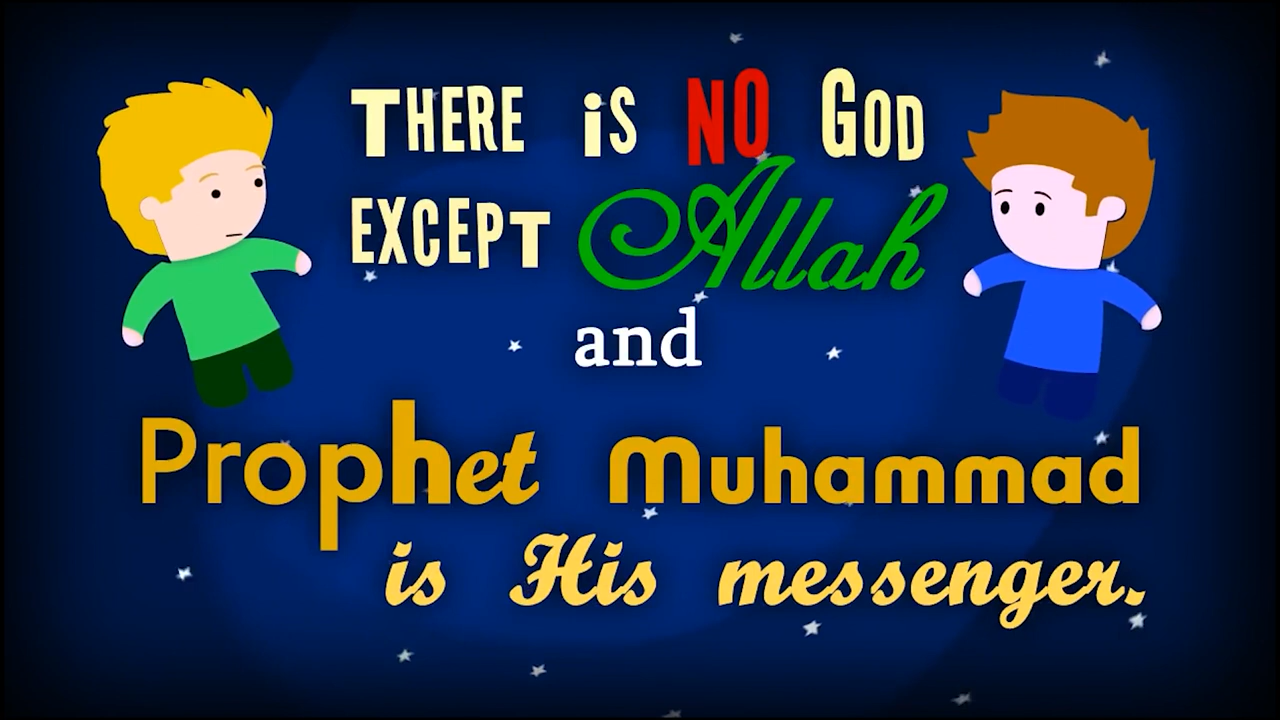 THERE iS NO GOD
EXCEPT Allah
and
Prophet Muhammad
is His messenger.